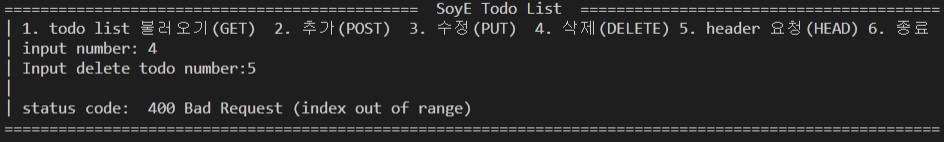 ============================================ SoyE Todo List =========================================
| 1. todo list 불러오기(GET)  2. 추가(POST)  3. 수정(PUT)  4. 삭제(DELETE) 5. header 요청(HEAD) 6. 종료
| input number: 4
| Input delete todo number:5
|
| status code:  400 Bad Request (index out of range)
=====================================================================================================